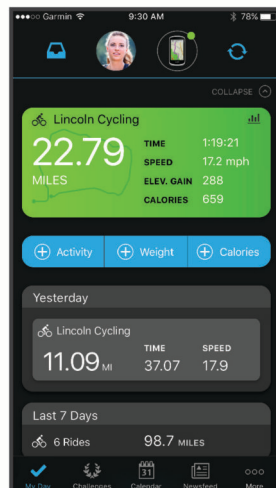 Garmin 9:30 AM 78%
COLLAPSE
Lincoln Cycling
22.79
MILES
TIME 1:19:21
SPEED 17.2 mph
ELEV. GAIN 288
CALORIES 659
Activity Weight Calories
Yesterday
Lincoln Cycling
11.09 MI
TIME SPEED
37.07 17.9
Last 7 Days
6 Rides 98.7 MILES
31
My Day Challenges Calendar Newsfeed More